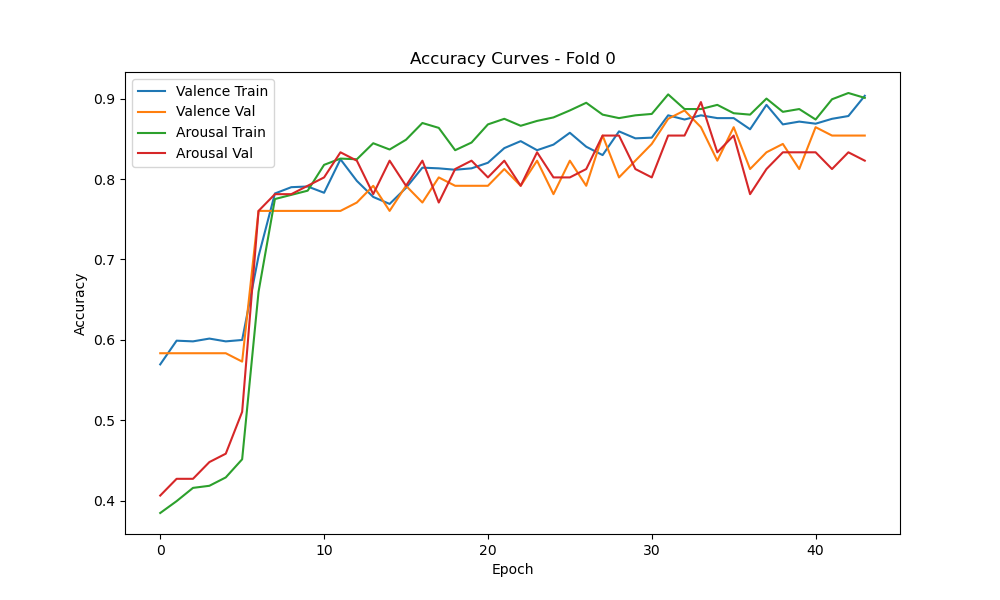 Accuracy Curves - Fold 0
Valence Train
Valence Val
Arousal Train
Arousal Val
0.9
0.8
0.7
0.6
0.5
0.4
Accuracy
0 10 20 30 40
Epoch